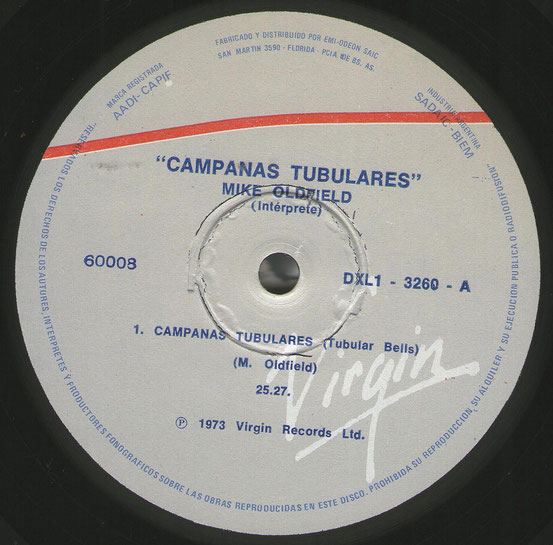 FABRICADO Y DISTRIBUIDO POR EMI-ODEON SAIC
SAN MARTIN 3590 - FLORIDA - PCIA. DE BS. AS.
MARCA REGISTRADA
AADI - CAPIF
INDUSTRIA ARGENTINA
SADAIC - BIEM
"CAMPANAS TUBULARES"
MIKE OLDFIELD
(Intérprete)
60008
DXL1 - 3260 - A
1. CAMPANAS TUBULARES (Tubular Bells)
(M. Oldfield)
25.27.
Virgin
Ⓟ 1973 Virgin Records Ltd.
"RESERVADOS LOS DERECHOS DE LOS AUTORES, INTERPRETES Y PRODUCTORES FONOGRAFICOS SOBRE LAS OBRAS REPRODUCIDAS EN ESTE DISCO. PROHIBIDA SU REPRODUCCION, SU ALQUILER Y SU EJECUCION PUBLICA O RADIODIFUSION"